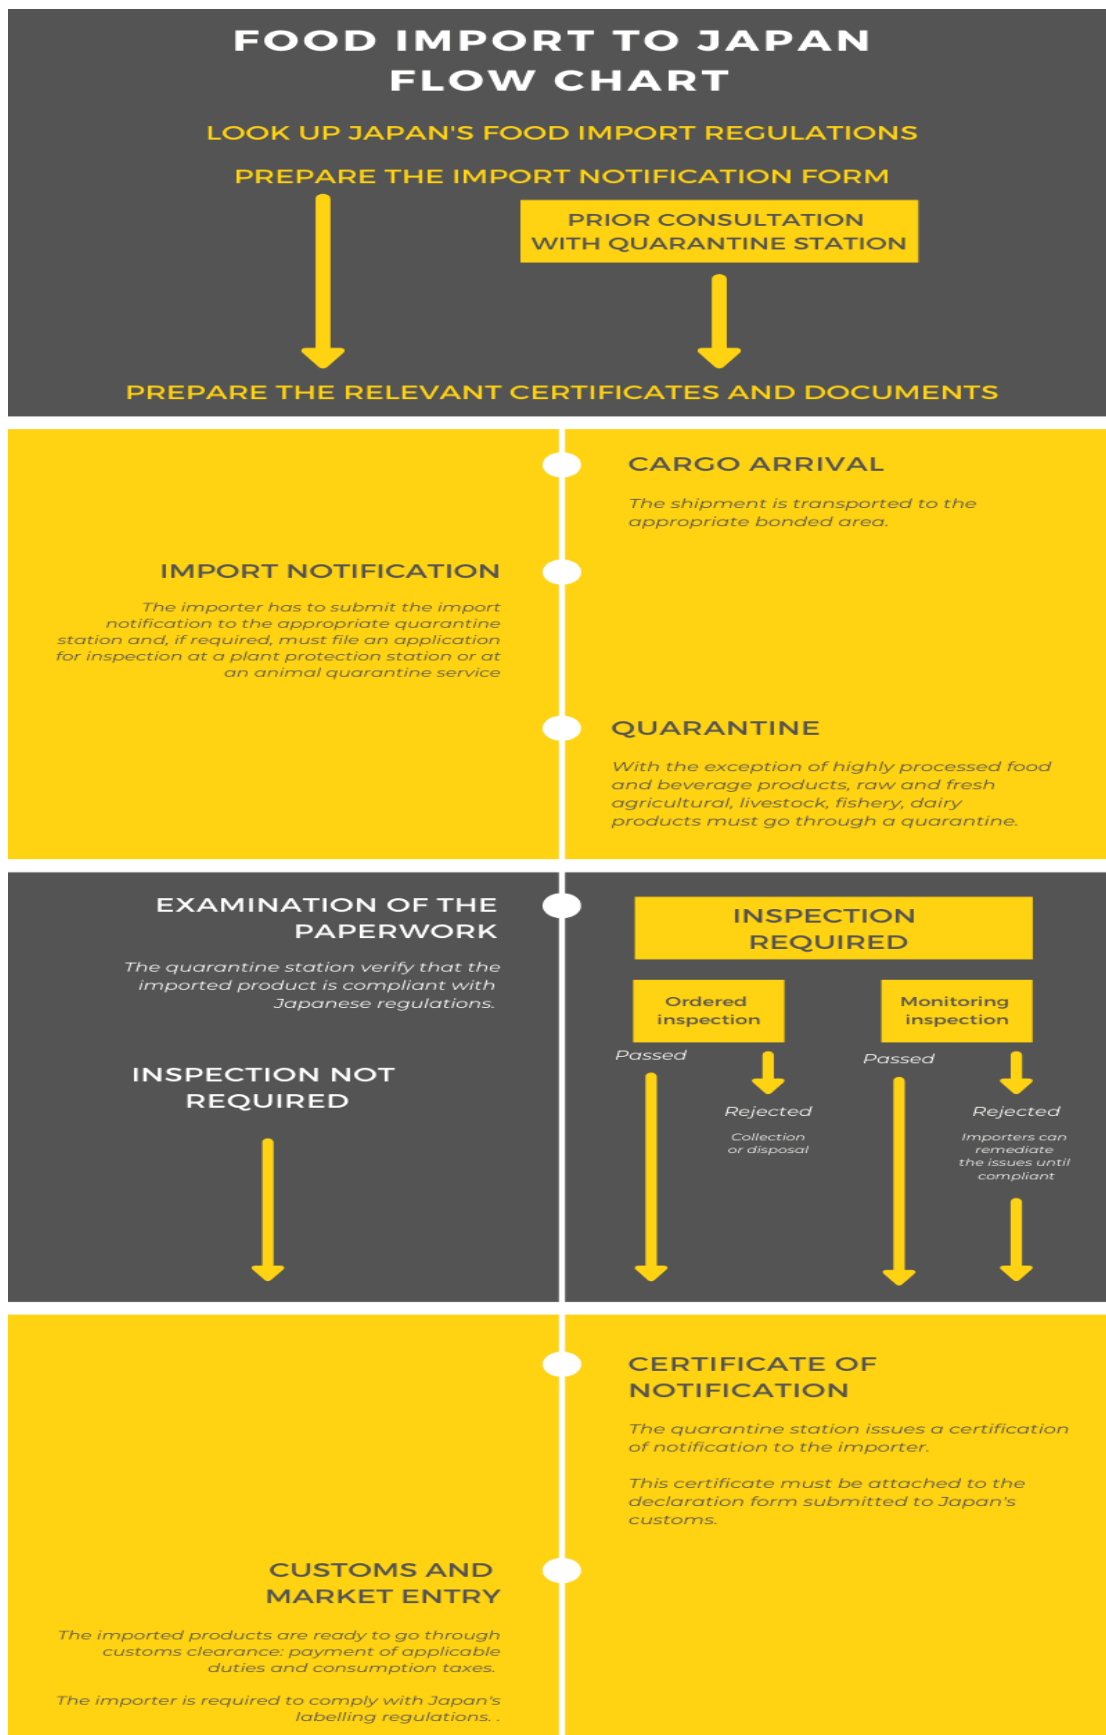 FOOD IMPORT TO JAPAN
FLOW CHART
LOOK UP JAPAN'S FOOD IMPORT REGULATIONS
PREPARE THE IMPORT NOTIFICATION FORM
PRIOR CONSULTATION
WITH QUARANTINE STATION
PREPARE THE RELEVANT CERTIFICATES AND DOCUMENTS
CARGO ARRIVAL
The shipment is transported to the
appropriate bonded area.
IMPORT NOTIFICATION
The importer has to submit the import
notification to the appropriate quarantine
station and, if required, must file an application
for inspection at a plant protection station or at
an animal quarantine service
QUARANTINE
With the exception of highly processed food
and beverage products, raw and fresh
agricultural, livestock, fishery, dairy
products must go through a quarantine.
EXAMINATION OF THE
PAPERWORK
The quarantine station verify that the
imported product is compliant with
Japanese regulations.
INSPECTION NOT
REQUIRED
INSPECTION
REQUIRED
Ordered
inspection
Passed
Rejected
Collection
or disposal
Monitoring
inspection
Passed
Rejected
Importers can
remediate
the issues until
compliant
CERTIFICATE OF
NOTIFICATION
The quarantine station issues a certification
of notification to the importer.
This certificate must be attached to the
declaration form submitted to Japan's
customs.
CUSTOMS AND
MARKET ENTRY
The imported products are ready to go through
customs clearance: payment of applicable
duties and consumption taxes.
The importer is required to comply with Japan's
labelling regulations. .